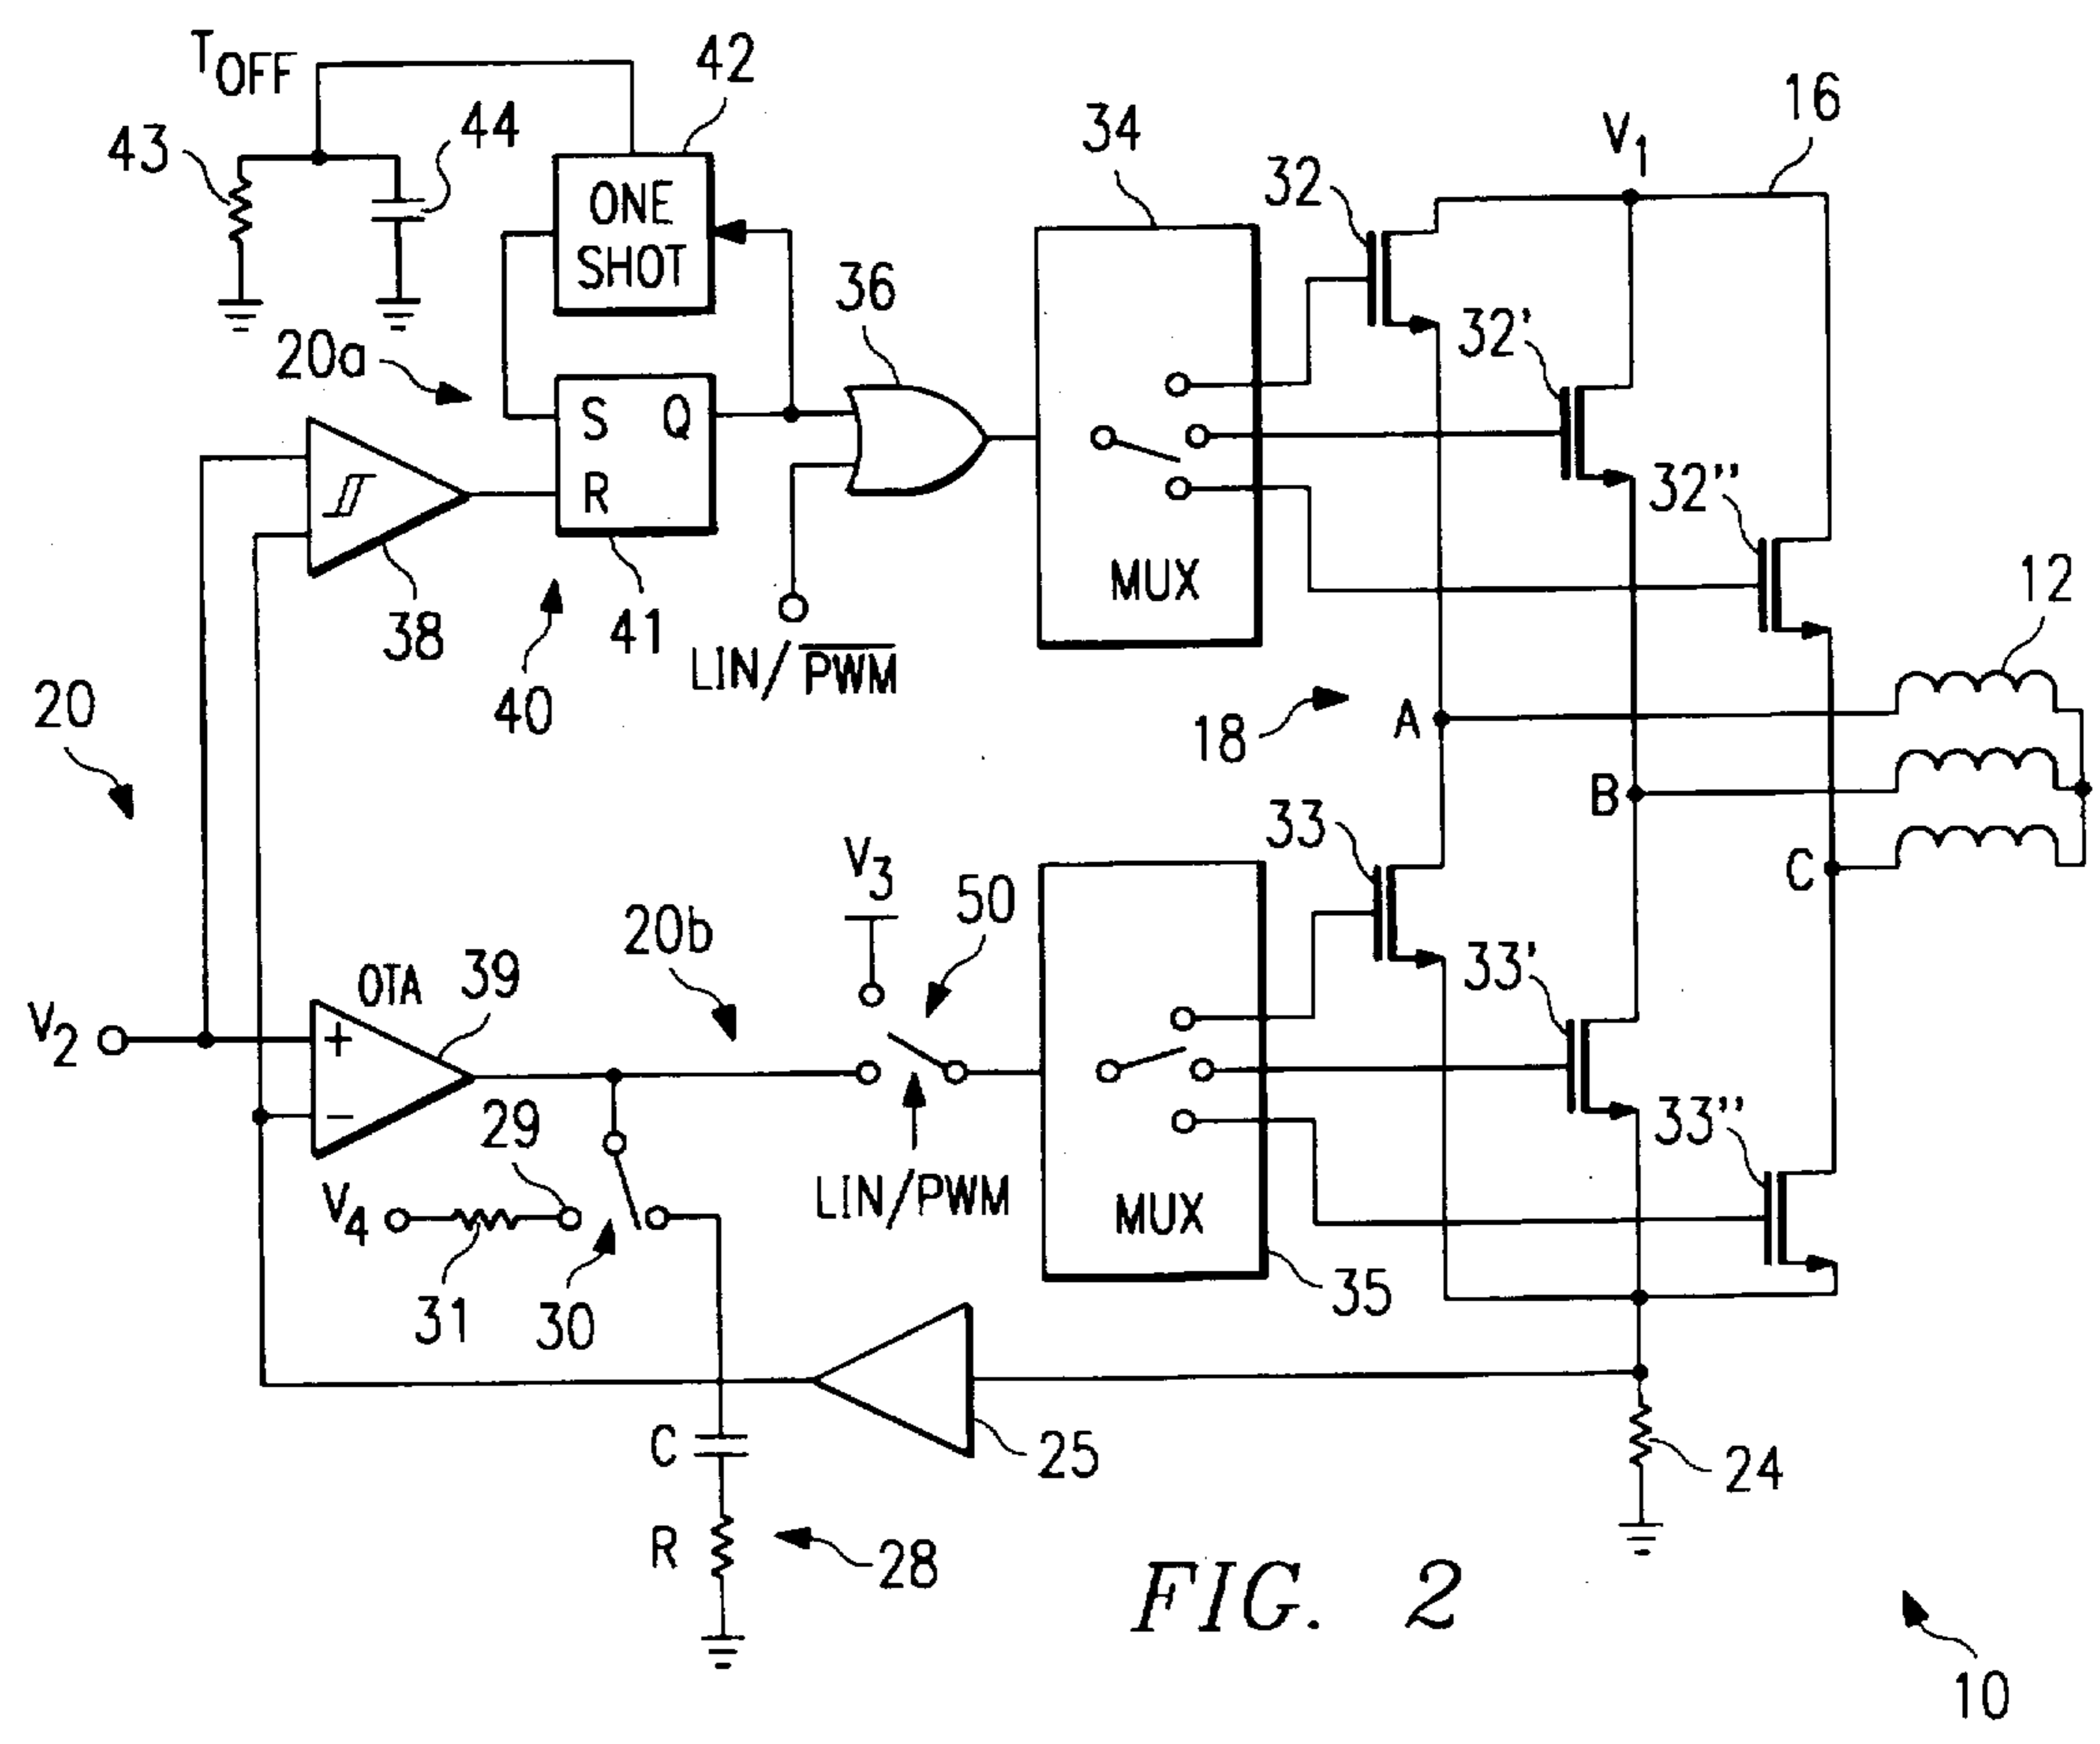 T OFF
42
16
43
44
34
V1
32
ONE
SHOT
36
32'
20a
S Q
R
32"
MUX
12
38
41
LIN/PWM
40
20
18
A
B
33
V3
C
50
20b
OTA
39
33'
V2
+
−
29
33"
LIN/PWM
V4
MUX
31
30
35
C
25
24
R
28
FIG. 2
10